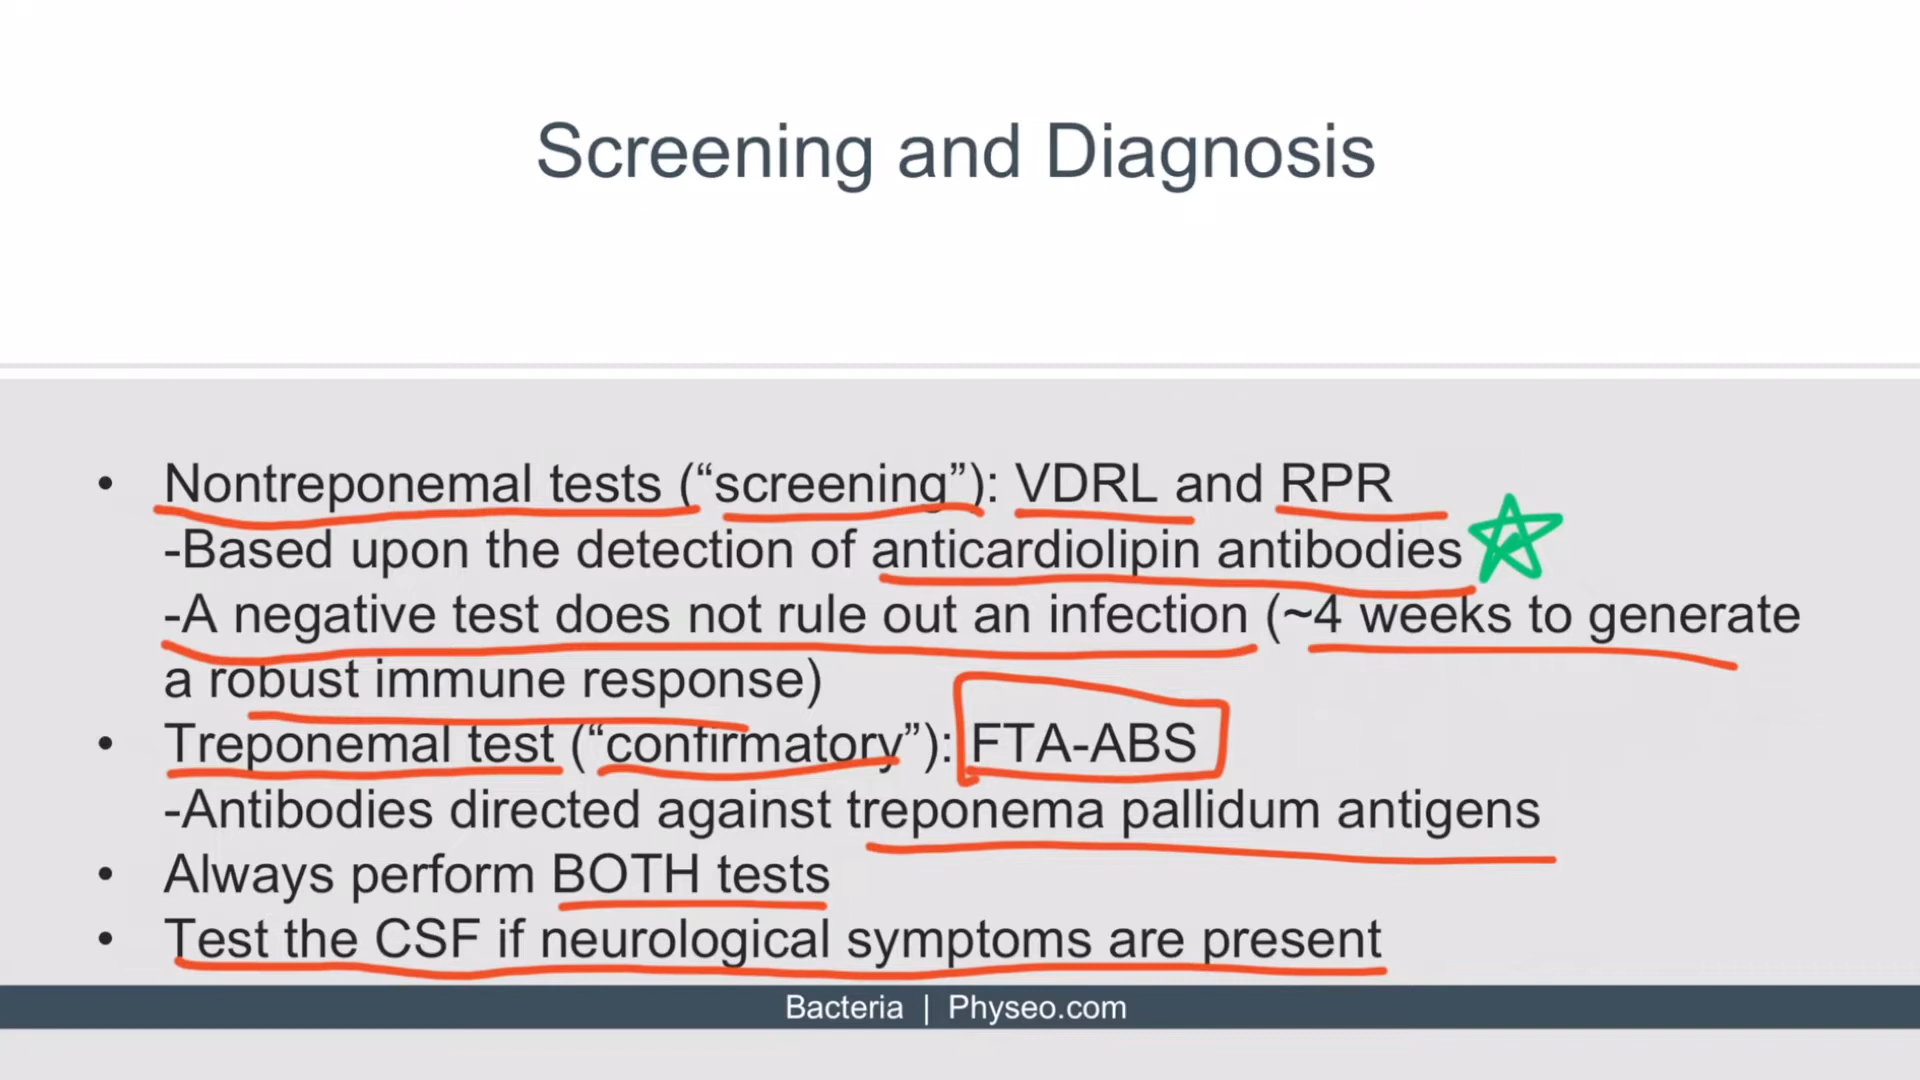 Screening and Diagnosis
• Nontreponemal tests (“screening”): VDRL and RPR
-Based upon the detection of anticardiolipin antibodies
-A negative test does not rule out an infection (~4 weeks to generate
a robust immune response)
• Treponemal test (“confirmatory”): FTA-ABS
-Antibodies directed against treponema pallidum antigens
• Always perform BOTH tests
• Test the CSF if neurological symptoms are present
Bacteria | Physeo.com